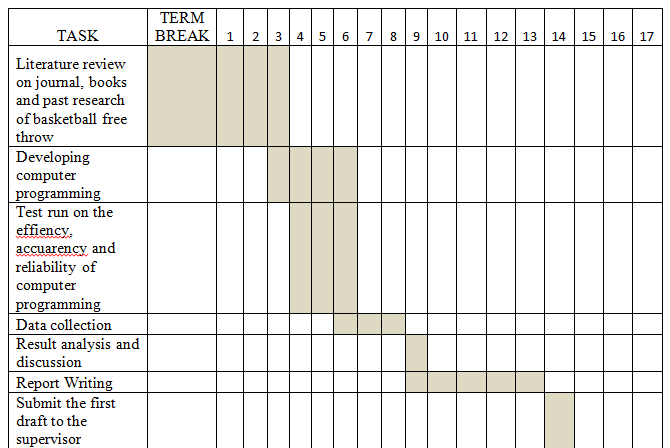 TERM
TASK BREAK 1 2 3 4 5 6 7 8 9 10 11 12 13 14 15 16 17
Literature review
on journal, books
and past research
of basketball free
throw
Developing
computer
programming
Test run on the
effiency,
accuarency and
reliability of
computer
programming
Data collection
Result analysis and
discussion
Report Writing
Submit the first
draft to the
supervisor